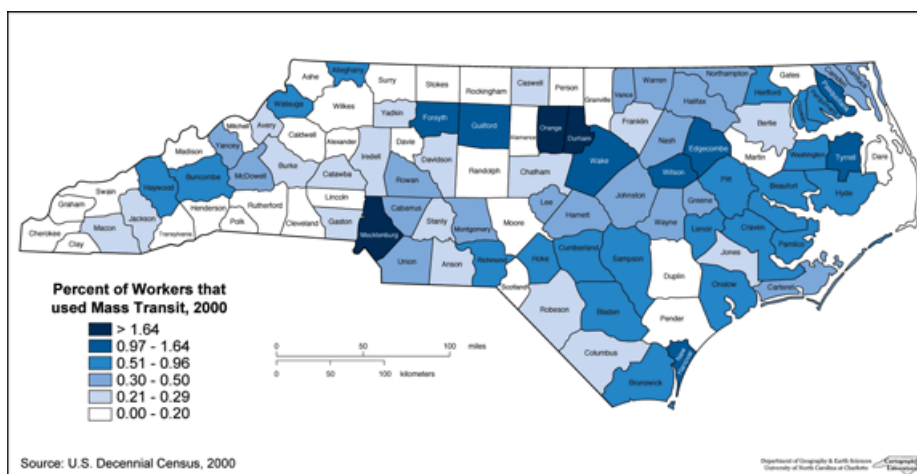 Ashe
Alleghany
Surry
Stokes
Rockingham
Caswell
Person
Granville
Vance
Warren
Northampton
Gates
Camden
Currituck
Hertford
Halifax
Watauga
Wilkes
Yadkin
Forsyth
Guilford
Alamance
Orange
Durham
Franklin
Nash
Bertie
Mitchell
Avery
Yancey
Caldwell
Alexander
Iredell
Davie
Davidson
Randolph
Chatham
Wake
Wilson
Edgecombe
Martin
Washington
Tyrrell
Dare
Madison
Burke
Catawba
Rowan
McDowell
Buncombe
Haywood
Swain
Graham
Cherokee
Clay
Macon
Jackson
Transylvania
Henderson
Polk
Rutherford
Cleveland
Lincoln
Gaston
Mecklenburg
Cabarrus
Stanly
Montgomery
Moore
Lee
Harnett
Johnston
Wayne
Greene
Pitt
Beaufort
Hyde
Union
Anson
Richmond
Scotland
Hoke
Cumberland
Sampson
Duplin
Lenoir
Craven
Pamlico
Jones
Onslow
Carteret
Robeson
Bladen
Pender
Columbus
Brunswick
Percent of Workers that
used Mass Transit, 2000
> 1.64
0.97 - 1.64
0.51 - 0.96
0.30 - 0.50
0.21 - 0.29
0.00 - 0.20
0 50 100 miles
0 50 100 kilometers
Source: U.S. Decennial Census, 2000
Department of Geography & Earth Sciences
University of North Carolina at Charlotte